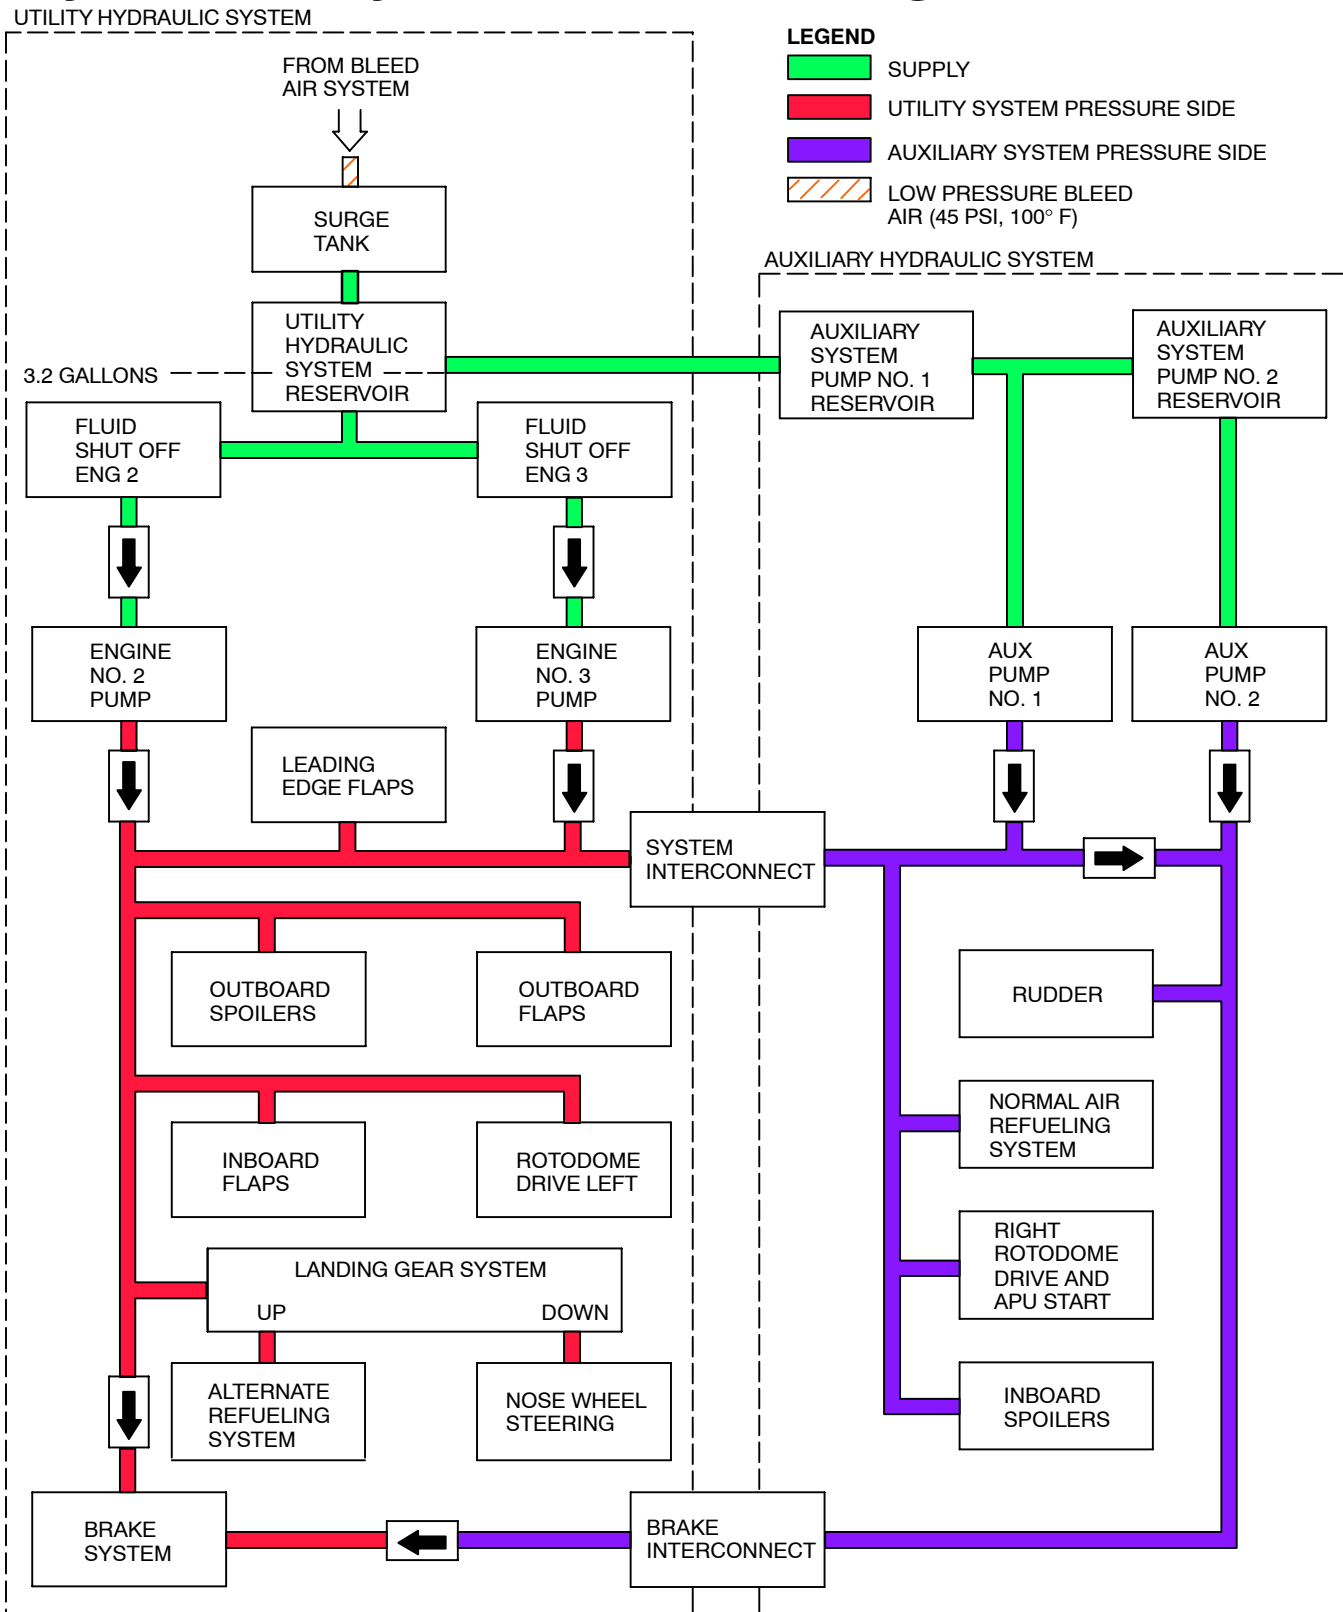 UTILITY HYDRAULIC SYSTEM
LEGEND
SUPPLY
UTILITY SYSTEM PRESSURE SIDE
AUXILIARY SYSTEM PRESSURE SIDE
LOW PRESSURE BLEED
AIR (45 PSI, 100° F)
FROM BLEED
AIR SYSTEM
SURGE
TANK
AUXILIARY HYDRAULIC SYSTEM
UTILITY
HYDRAULIC
SYSTEM
RESERVOIR
3.2 GALLONS
AUXILIARY
SYSTEM
PUMP NO. 1
RESERVOIR
AUXILIARY
SYSTEM
PUMP NO. 2
RESERVOIR
FLUID
SHUT OFF
ENG 2
FLUID
SHUT OFF
ENG 3
ENGINE
NO. 2
PUMP
ENGINE
NO. 3
PUMP
AUX
PUMP
NO. 1
AUX
PUMP
NO. 2
LEADING
EDGE FLAPS
SYSTEM
INTERCONNECT
OUTBOARD
SPOILERS
OUTBOARD
FLAPS
RUDDER
NORMAL AIR
REFUELING
SYSTEM
INBOARD
FLAPS
ROTODOME
DRIVE LEFT
RIGHT
ROTODOME
DRIVE AND
APU START
LANDING GEAR SYSTEM
UP
DOWN
ALTERNATE
REFUELING
SYSTEM
NOSE WHEEL
STEERING
INBOARD
SPOILERS
BRAKE
SYSTEM
BRAKE
INTERCONNECT